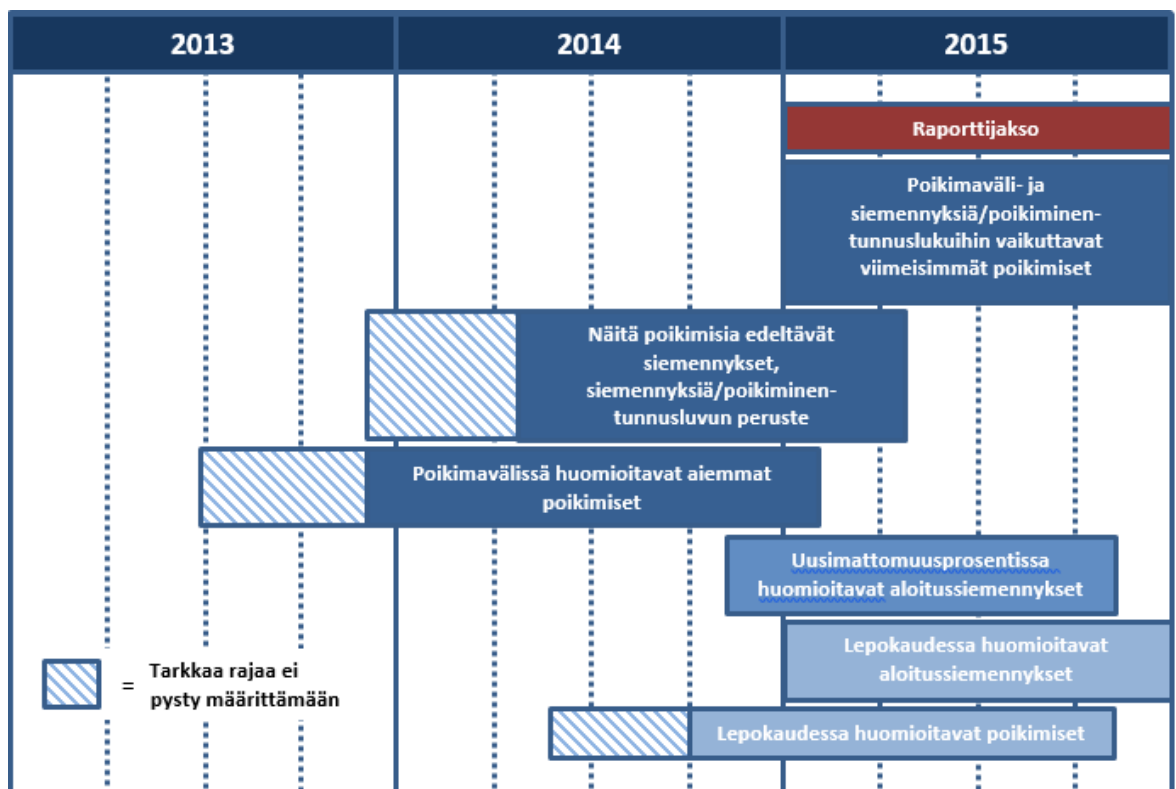 2013 2014 2015
Raporttijakso
Poikimaväli- ja
siemennyksiä/poikiminen-
tunnuslukuihin vaikuttavat
viimeisimmät poikimiset
Näitä poikimisia edeltävät
siemennykset,
siemennyksiä/poikiminen-
tunnusluvun peruste
Poikimavälissä huomioitavat aiemmat
poikimiset
Uusimattomuusprosentissa
huomioitavat aloitussiemennykset
Lepokaudessa huomioitavat
aloitussiemennykset
Lepokaudessa huomioitavat poikimiset
= Tarkkaa rajaa ei
pysty määrittämään